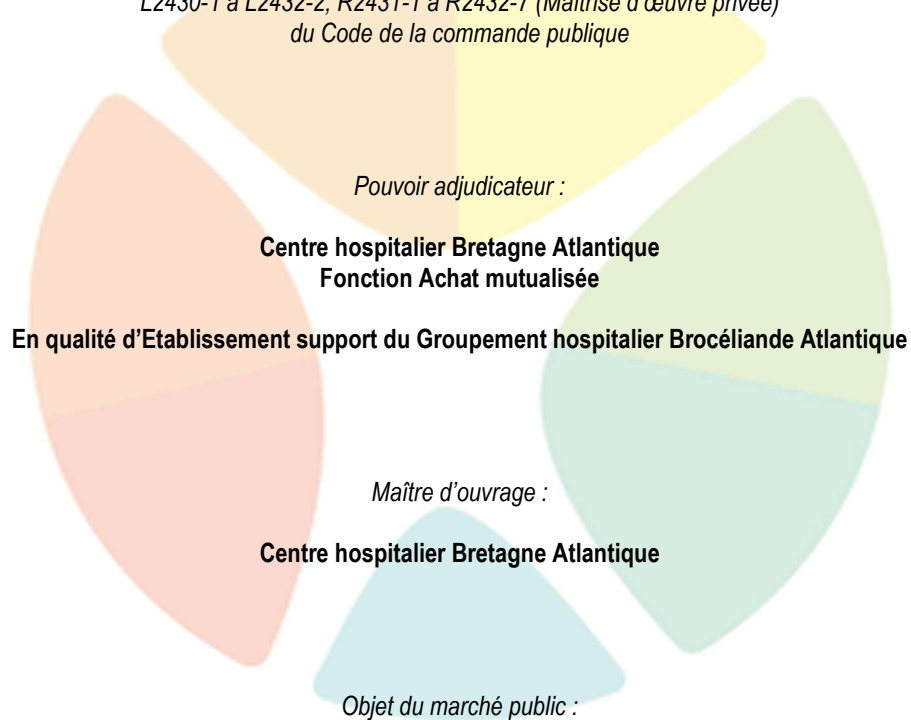 L2430-1 à L2432-2, R2431-1 à R2432-7 (Maîtrise d’œuvre privée)
du Code de la commande publique
Pouvoir adjudicateur :
Centre hospitalier Bretagne Atlantique
Fonction Achat mutualisée
En qualité d’Etablissement support du Groupement hospitalier Brocéliande Atlantique
Maître d’ouvrage :
Centre hospitalier Bretagne Atlantique
Objet du marché public :